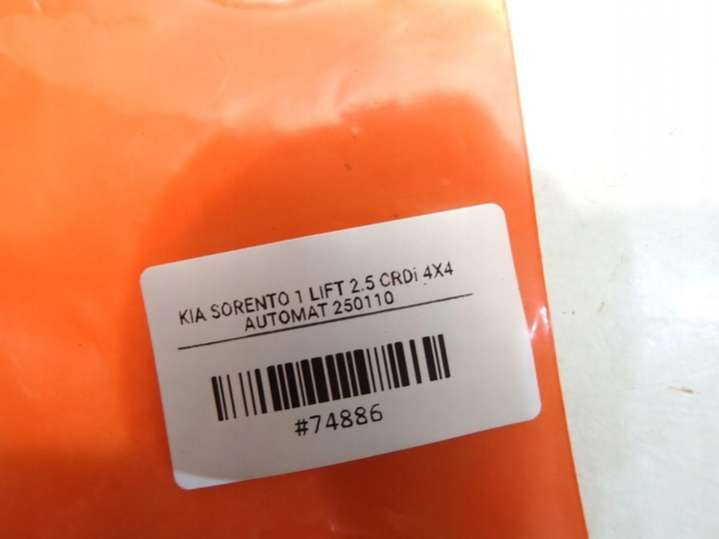 KIA SORENTO 1 LIFT 2.5 CRDi 4X4
AUTOMAT 250110
#74886